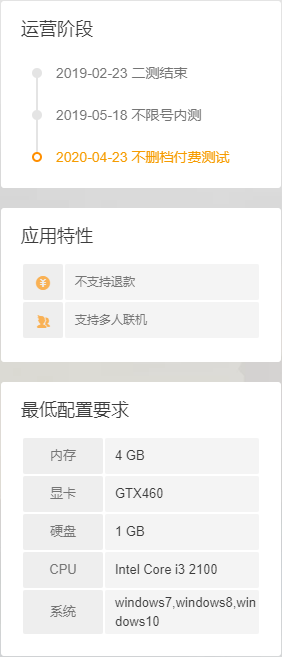 运营阶段
2019-02-23 二测结束
2019-05-18 不限号内测
2020-04-23 不删档付费测试
应用特性
¥ 不支持退款
支持多人联机
最低配置要求
内存 4 GB
显卡 GTX460
硬盘 1 GB
CPU Intel Core i3 2100
系统 windows7,windows8,win
dows10